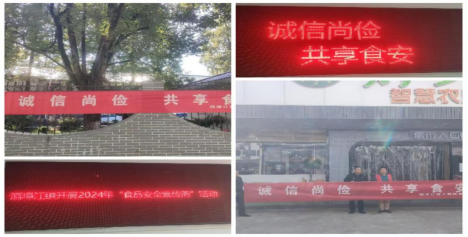 诚信尚俭 共享食
诚信尚俭
共享食安
开展2024年“食品安全宣传周”活动
智慧农
诚信尚俭 共享食安